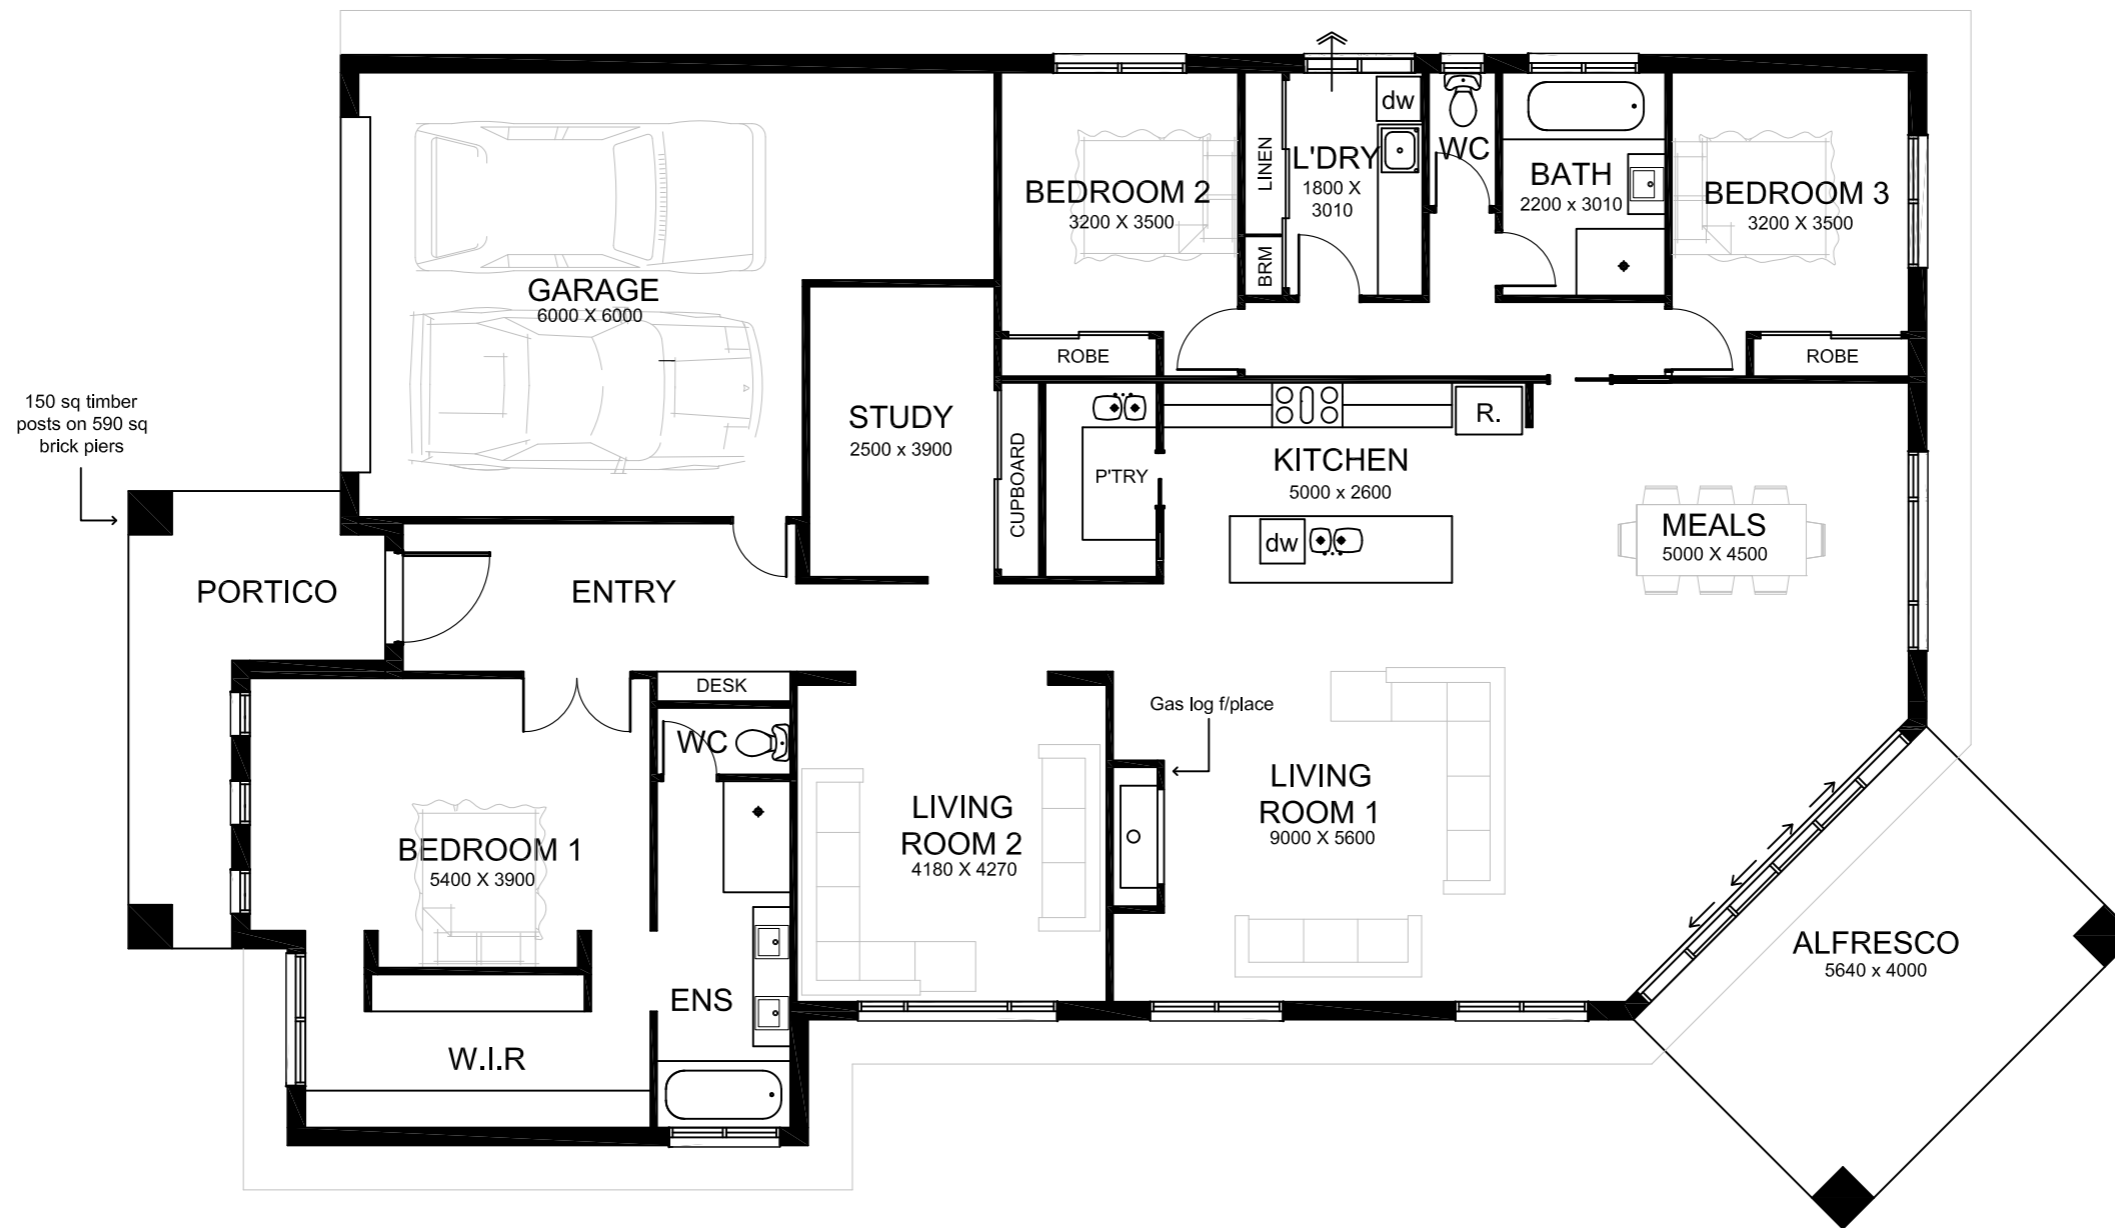 dw
LINEN
L'DRY
1800 X
3010
WC
BATH
2200 x 3010
BEDROOM 2
3200 X 3500
BEDROOM 3
3200 X 3500
BRM
GARAGE
6000 X 6000
ROBE
ROBE
150 sq timber
posts on 590 sq
brick piers
STUDY
2500 x 3900
CUPBOARD
P'TRY
R.
KITCHEN
5000 x 2600
dw
MEALS
5000 X 4500
PORTICO
ENTRY
DESK
WC
Gas log f/place
LIVING
ROOM 1
9000 X 5600
LIVING
ROOM 2
4180 X 4270
BEDROOM 1
5400 X 3900
ALFRESCO
5640 x 4000
ENS
W.I.R